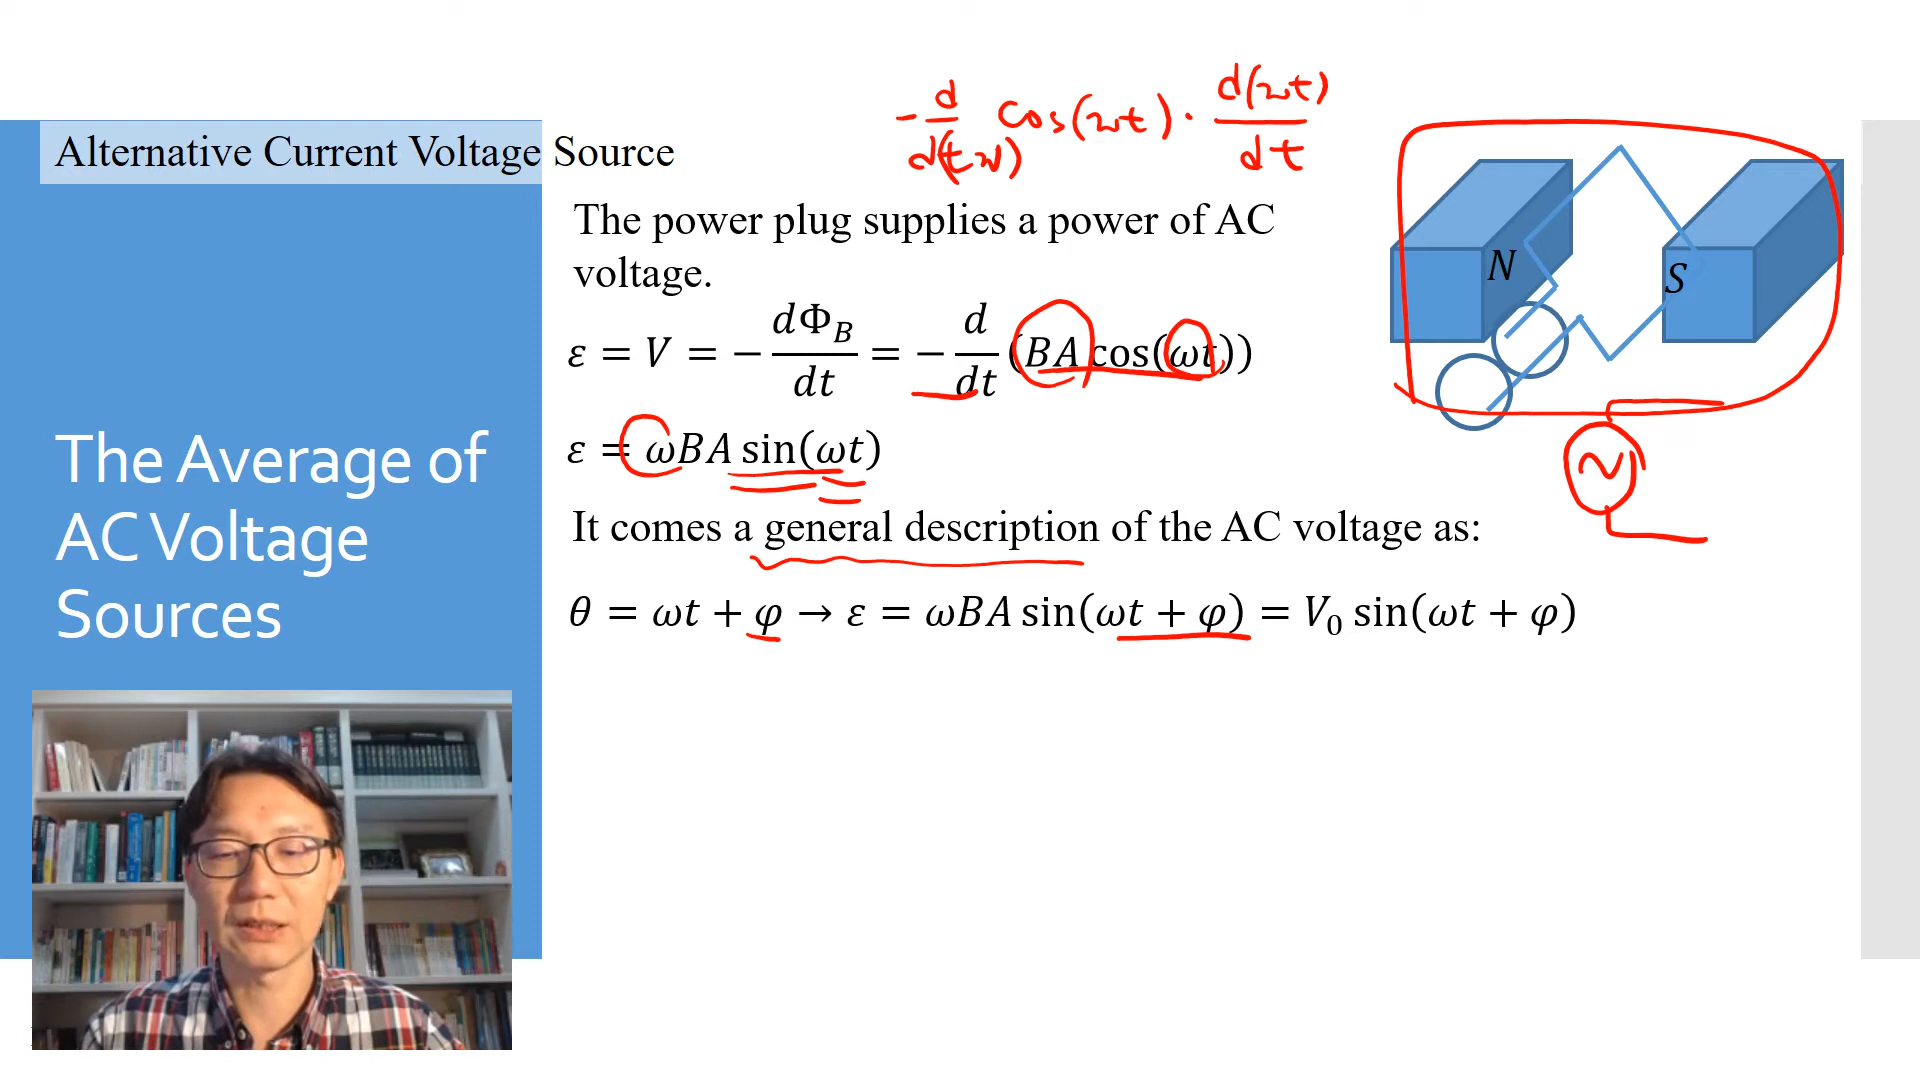 -d/d(tω) cos(ωt) · d(ωt)/dt
Alternative Current Voltage Source
The power plug supplies a power of AC
voltage.
ε = V = −dΦ_B/dt = −d/dt (BA cos(ωt))
ε = ωBA sin(ωt)
It comes a general description of the AC voltage as:
θ = ωt + φ → ε = ωBA sin(ωt + φ) = V₀ sin(ωt + φ)
N
S
~
The Average of
AC Voltage
Sources